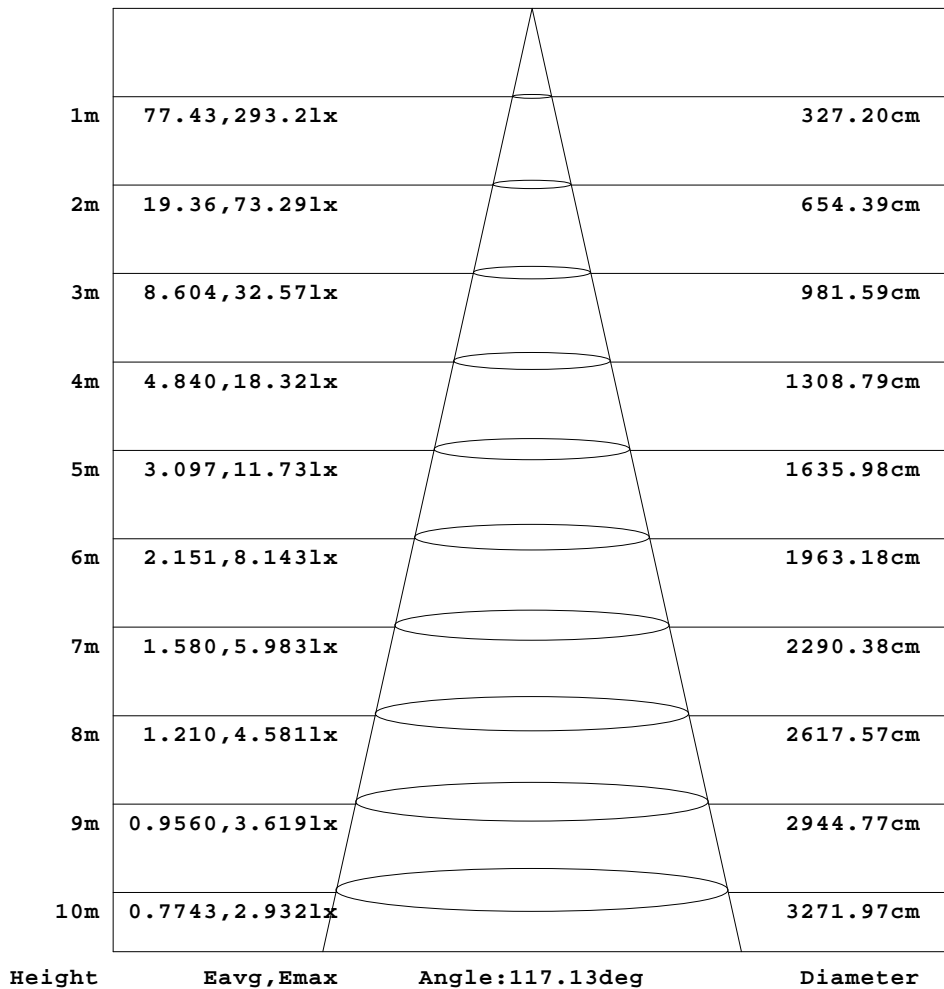 1m 77.43,293.2lx 327.20cm
2m 19.36,73.29lx 654.39cm
3m 8.604,32.57lx 981.59cm
4m 4.840,18.32lx 1308.79cm
5m 3.097,11.73lx 1635.98cm
6m 2.151,8.143lx 1963.18cm
7m 1.580,5.983lx 2290.38cm
8m 1.210,4.581lx 2617.57cm
9m 0.9560,3.619lx 2944.77cm
10m 0.7743,2.932lx 3271.97cm
Height Eavg,Emax Angle:117.13deg Diameter